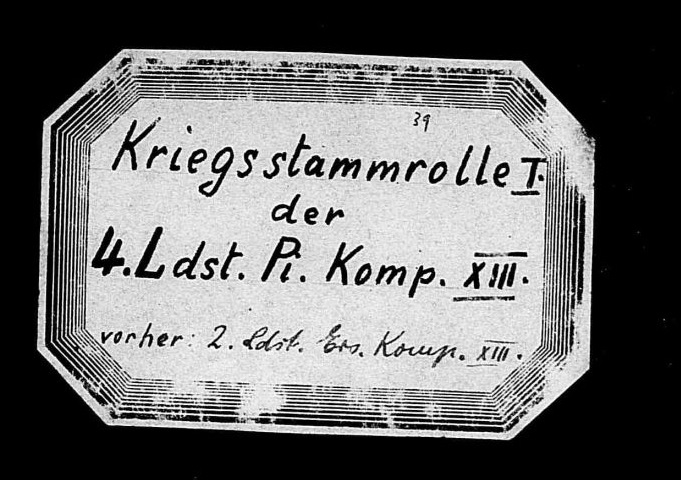 39
Kriegsstammrolle I.
der
4. Ldst. Pi. Komp. XIII.
vorher: 2. Ldst. Ers. Komp. XIII.